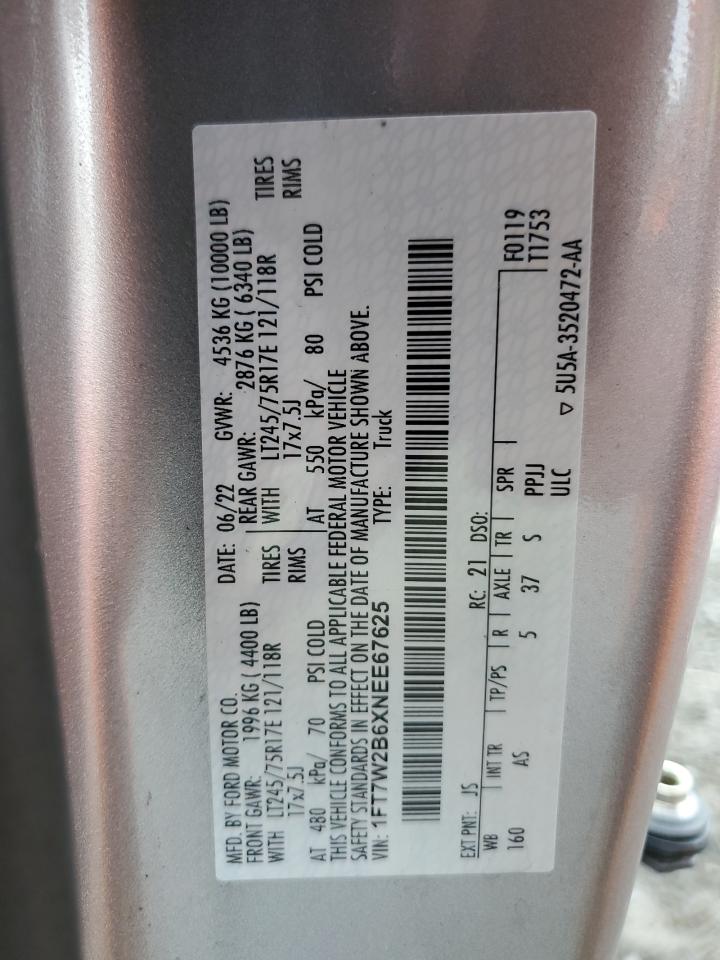 MFD. BY FORD MOTOR CO.
DATE: 06/22 GVWR: 4536 KG (10000 LB)
FRONT GAWR: 1996 KG ( 4400 LB) REAR GAWR: 2876 KG ( 6340 LB)
WITH LT245/75R17E 121/118R TIRES WITH LT245/75R17E 121/118R TIRES
17x7.5J RIMS 17x7.5J RIMS
AT 480 kPa/ 70 PSI COLD AT 550 kPa/ 80 PSI COLD
THIS VEHICLE CONFORMS TO ALL APPLICABLE FEDERAL MOTOR VEHICLE
SAFETY STANDARDS IN EFFECT ON THE DATE OF MANUFACTURE SHOWN ABOVE.
VIN: 1FT7W2B6XNEE67625 TYPE: Truck
EXT PNT: JS RC: 21 DSO:
WB INT TR TP/PS R AXLE TR SPR F0119
160 AS 5 37 S PPJJ T1753
ULC
▽ 5U5A-3520472-AA